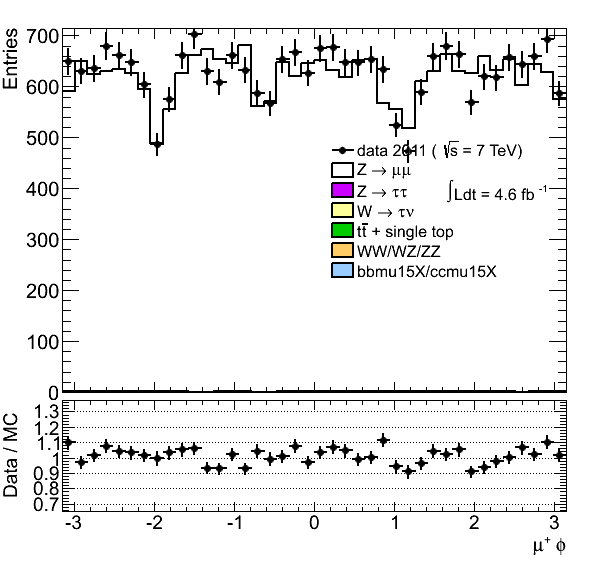 Entries
700
600
500
400
300
200
100
0
data 2011 ( √s = 7 TeV)
Z → μμ
Z → ττ
∫Ldt = 4.6 fb⁻¹
W → τν
tt̅ + single top
WW/WZ/ZZ
bbmu15X/ccmu15X
Data / MC
1.3
1.2
1.1
1
0.9
0.8
0.7
-3 -2 -1 0 1 2 3
μ⁺ ϕ